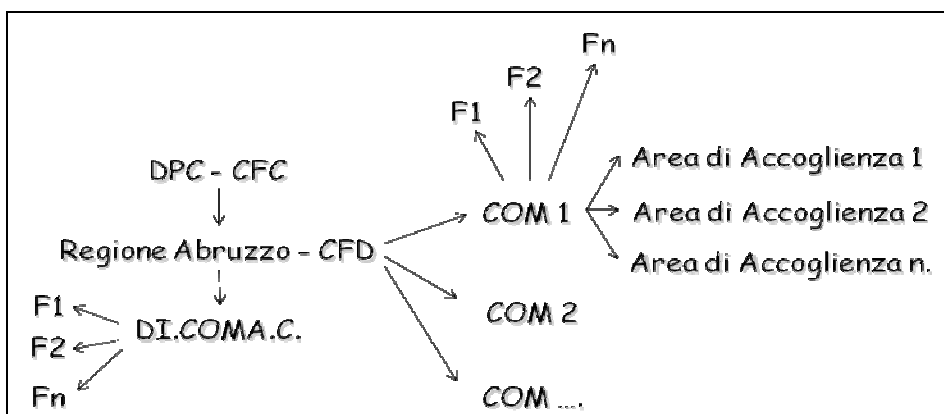 Fn
F2
F1
DPC - CFC
Area di Accoglienza 1
COM 1
Area di Accoglienza 2
Regione Abruzzo - CFD
Area di Accoglienza n.
F1
DI.COMA.C.
COM 2
F2
Fn
COM ....